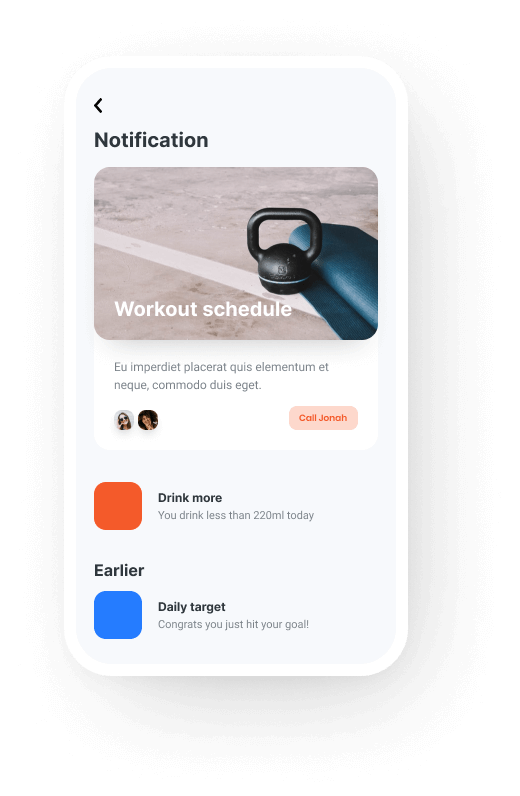 Notification
Workout schedule
Eu imperdiet placerat quis elementum et
neque, commodo duis eget.
Call Jonah
Drink more
You drink less than 220ml today
Earlier
Daily target
Congrats you just hit your goal!